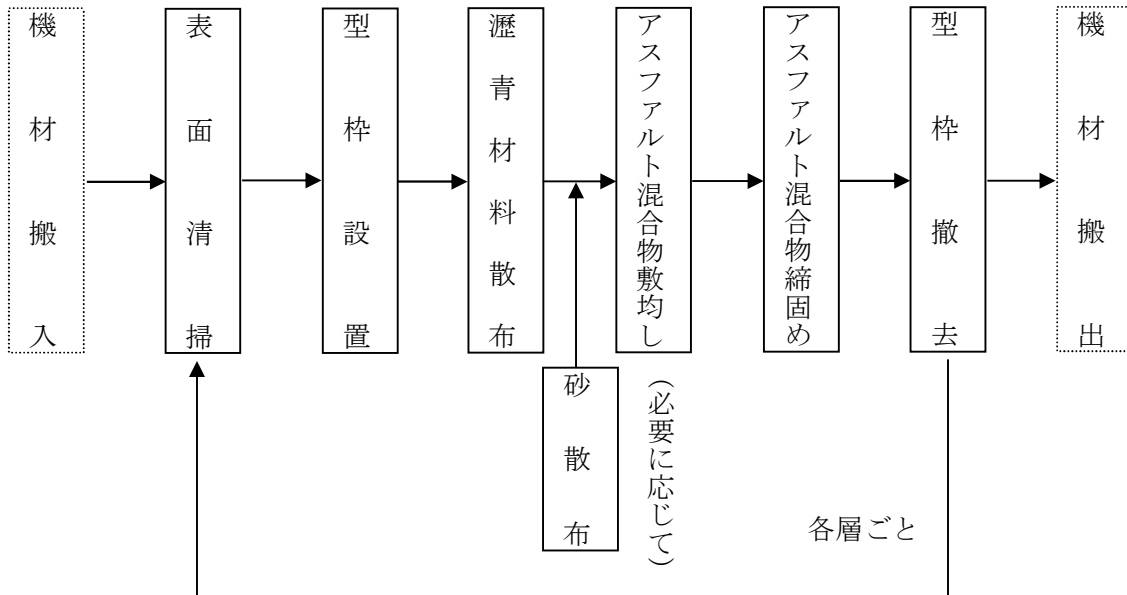 機材搬入
表面清掃
型枠設置
瀝青材料散布
アスファルト混合物敷均し
アスファルト混合物締固め
型枠撤去
機材搬出
砂散布
(必要に応じて)
各層ごと